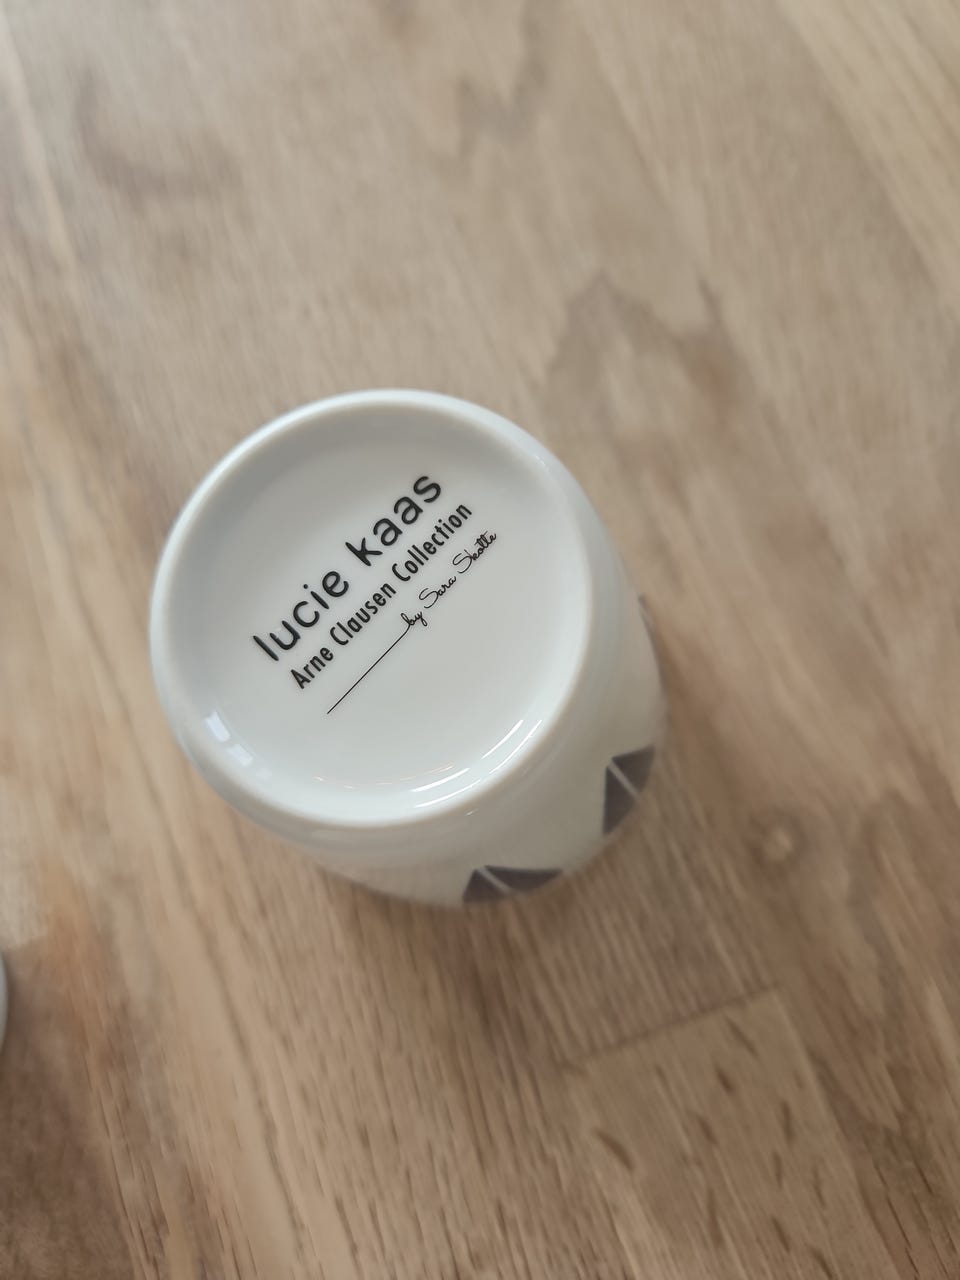 lucie kaas
Arne Clausen Collection
by Sara Skotte